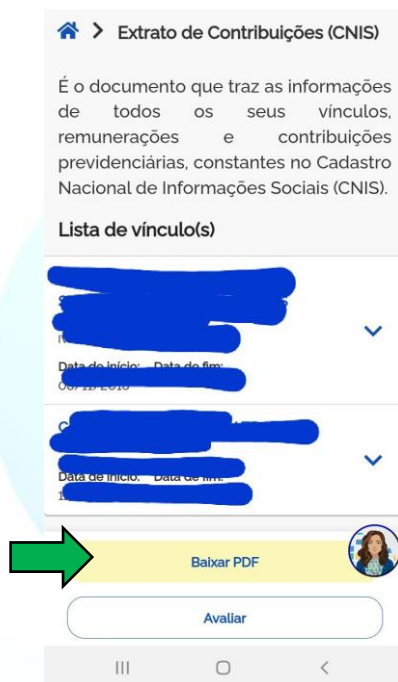 Extrato de Contribuições (CNIS)
É o documento que traz as informações
de todos os seus vínculos,
remunerações e contribuições
previdenciárias, constantes no Cadastro
Nacional de Informações Sociais (CNIS).
Lista de vínculo(s)
Data de início: Data de fim:
Data de início: Data de fim:
Baixar PDF
Avaliar